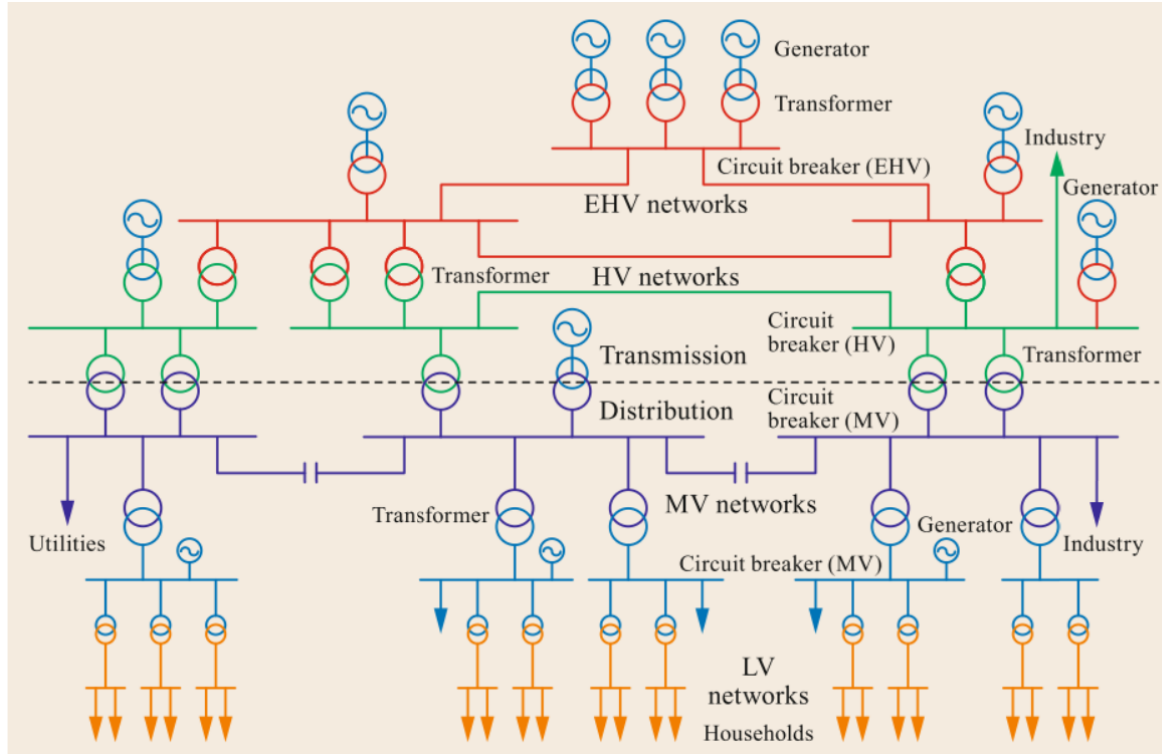 Generator
Transformer
Industry
Circuit breaker (EHV)
Generator
EHV networks
Transformer
HV networks
Circuit
breaker (HV)
Transmission
Transformer
Distribution
Circuit
breaker (MV)
MV networks
Transformer
Generator
Utilities
Industry
Circuit breaker (MV)
LV
networks
Households